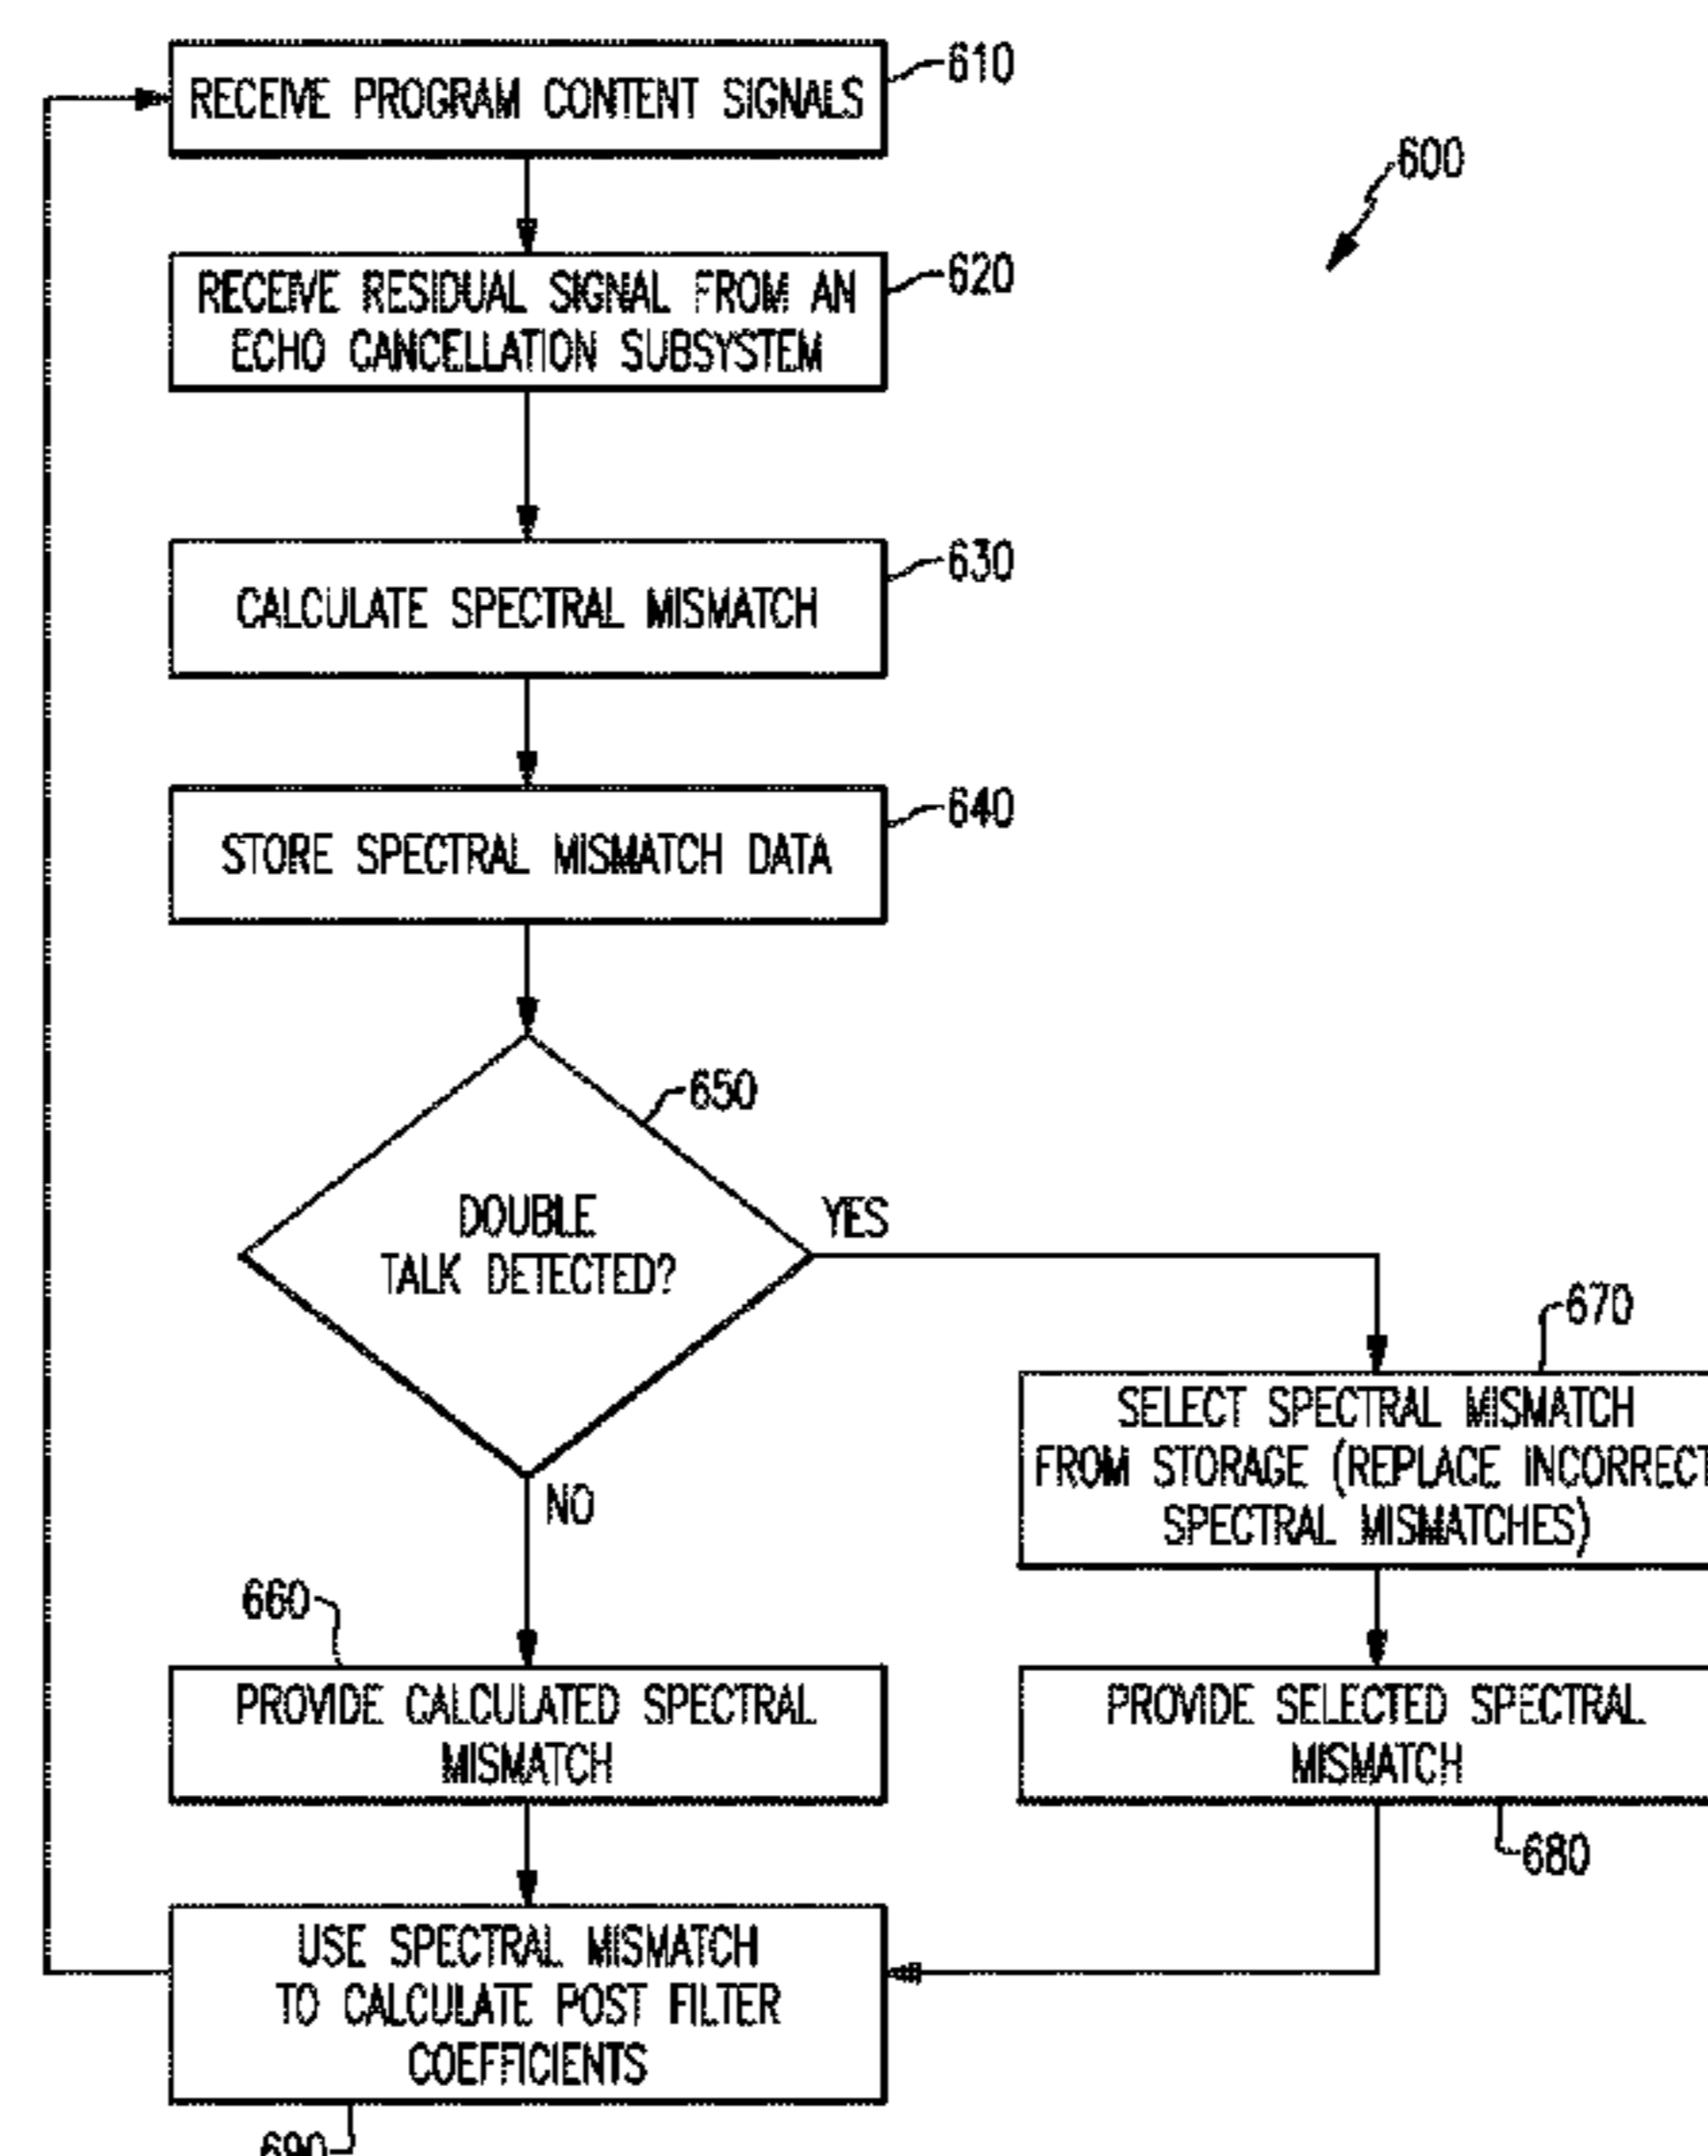 RECEIVE PROGRAM CONTENT SIGNALS
610
600
RECEIVE RESIDUAL SIGNAL FROM AN
ECHO CANCELLATION SUBSYSTEM
620
CALCULATE SPECTRAL MISMATCH
630
STORE SPECTRAL MISMATCH DATA
640
650
DOUBLE
TALK DETECTED?
YES
NO
670
SELECT SPECTRAL MISMATCH
FROM STORAGE (REPLACE INCORRECT
SPECTRAL MISMATCHES)
660
PROVIDE CALCULATED SPECTRAL
MISMATCH
PROVIDE SELECTED SPECTRAL
MISMATCH
680
USE SPECTRAL MISMATCH
TO CALCULATE POST FILTER
COEFFICIENTS
690